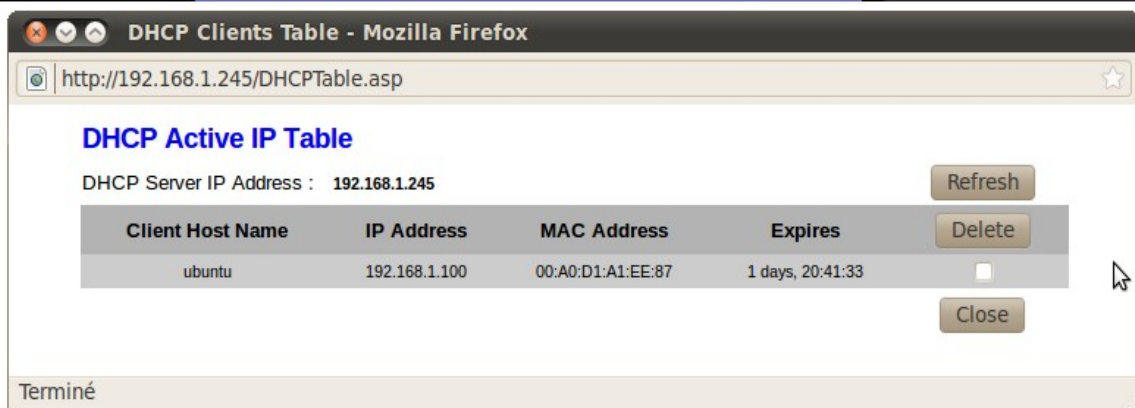 DHCP Clients Table - Mozilla Firefox
http://192.168.1.245/DHCPTable.asp
DHCP Active IP Table
DHCP Server IP Address : 192.168.1.245 Refresh
Client Host Name IP Address MAC Address Expires Delete
ubuntu 192.168.1.100 00:A0:D1:A1:EE:87 1 days, 20:41:33
Close
Terminé